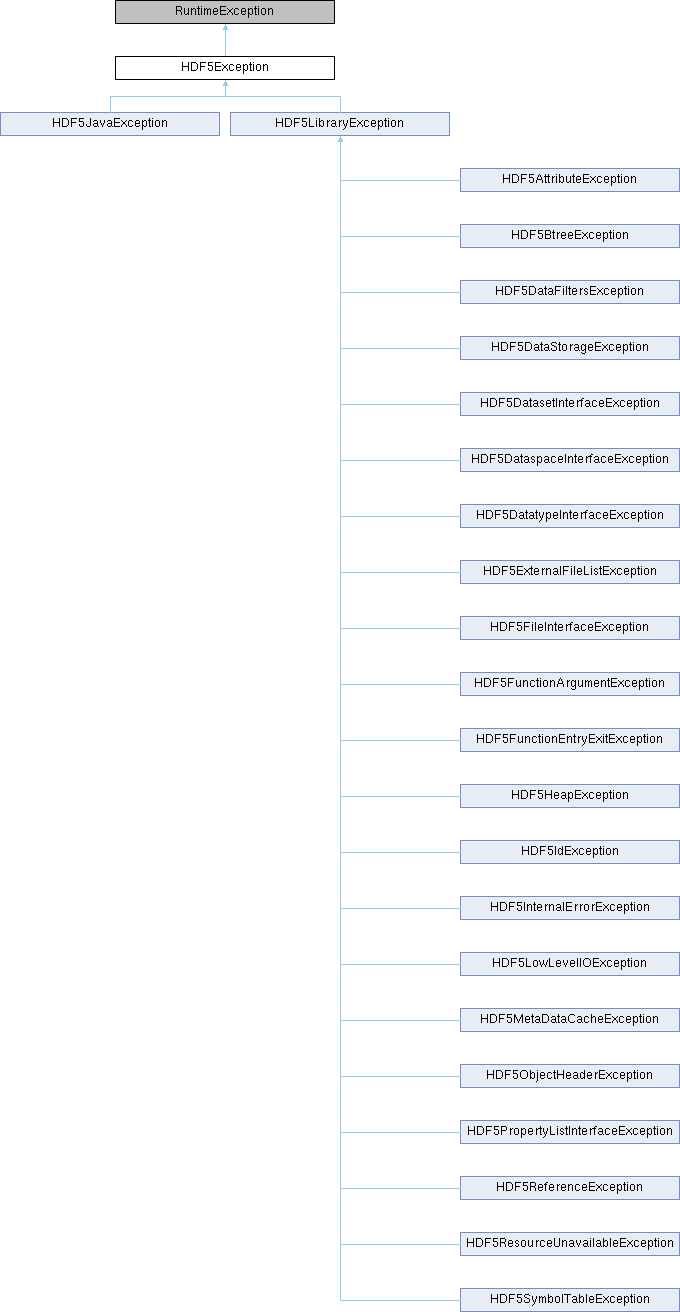 RuntimeException
HDF5Exception
HDF5JavaException
HDF5LibraryException
HDF5AttributeException
HDF5BtreeException
HDF5DataFiltersException
HDF5DataStorageException
HDF5DatasetInterfaceException
HDF5DataspaceInterfaceException
HDF5DatatypeInterfaceException
HDF5ExternalFileListException
HDF5FileInterfaceException
HDF5FunctionArgumentException
HDF5FunctionEntryExitException
HDF5HeapException
HDF5IdException
HDF5InternalErrorException
HDF5LowLevelIOException
HDF5MetaDataCacheException
HDF5ObjectHeaderException
HDF5PropertyListInterfaceException
HDF5ReferenceException
HDF5ResourceUnavailableException
HDF5SymbolTableException